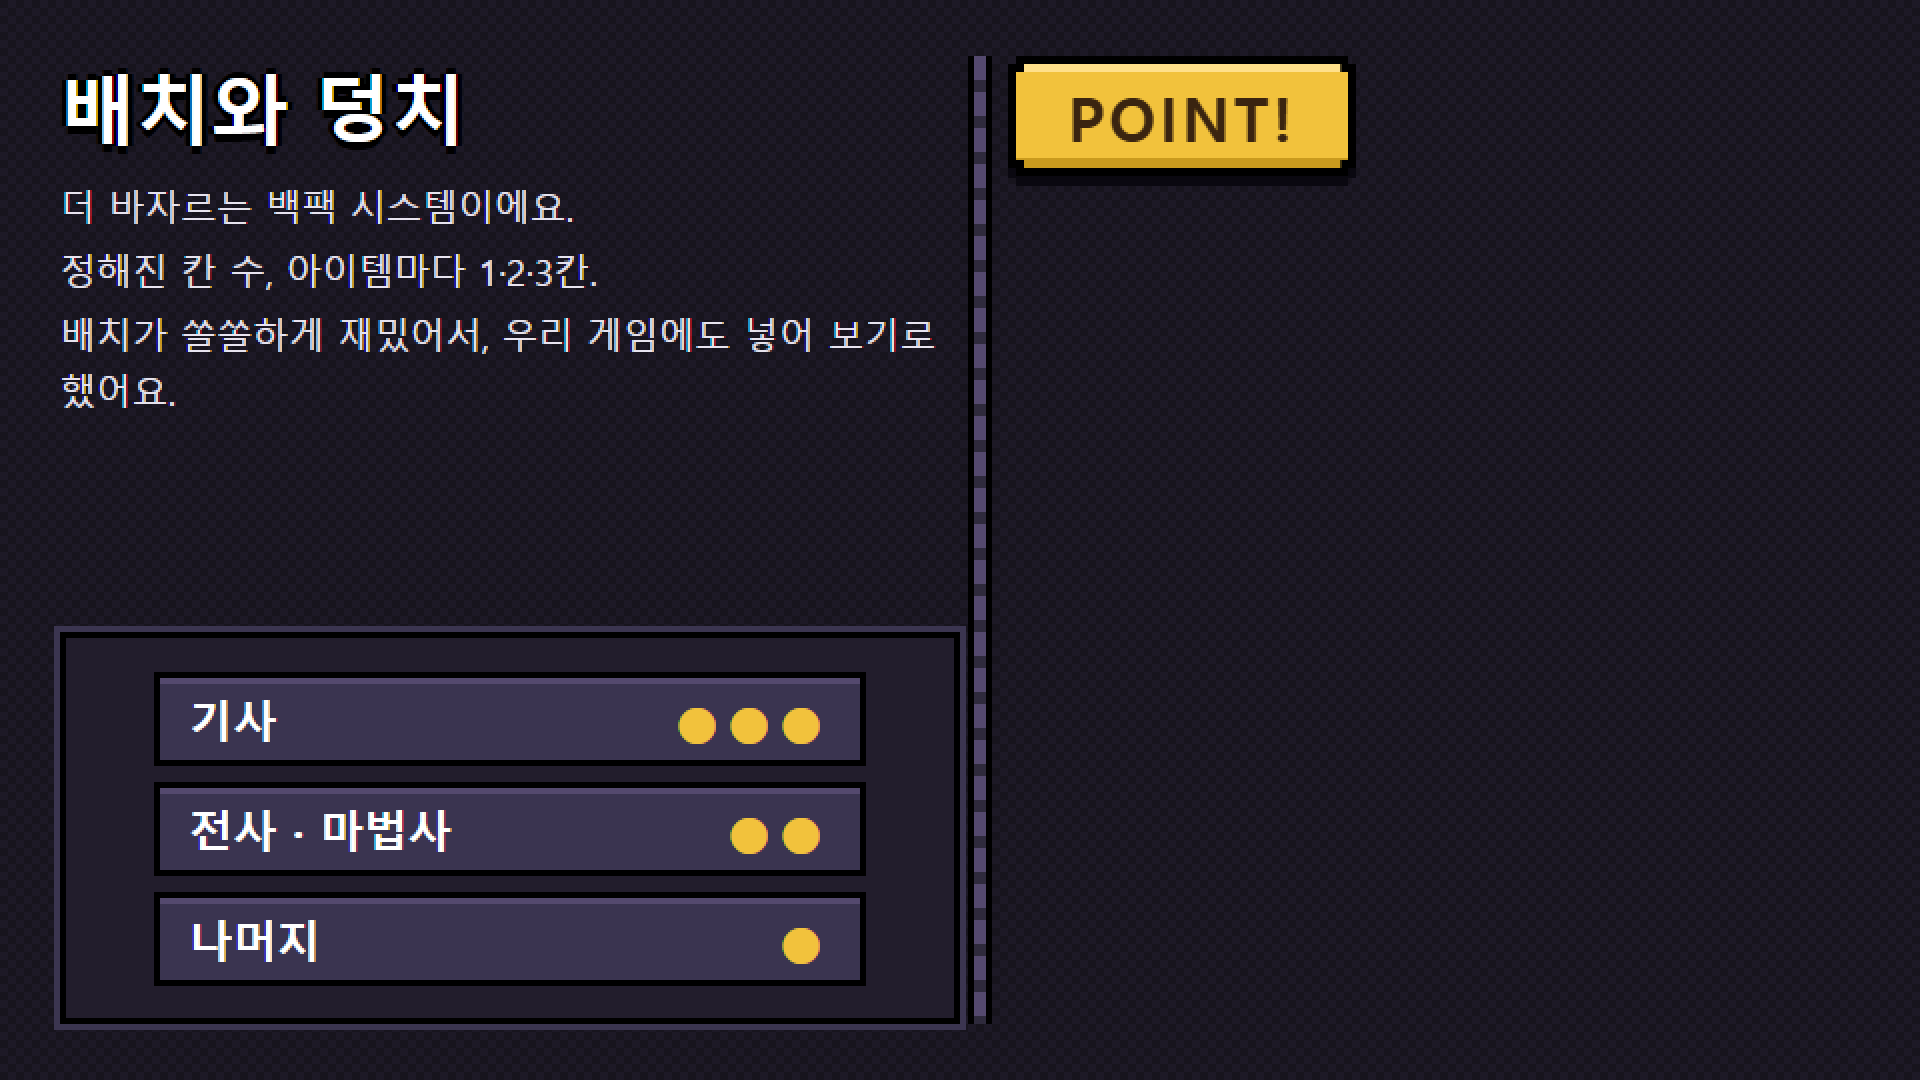 배치와 덩치
더 바자르는 백팩 시스템이에요.
정해진 칸 수, 아이템마다 1·2·3칸.
배치가 쏠쏠하게 재밌어서, 우리 게임에도 넣어 보기로
했어요.
기사
전사 · 마법사
나머지
POINT!